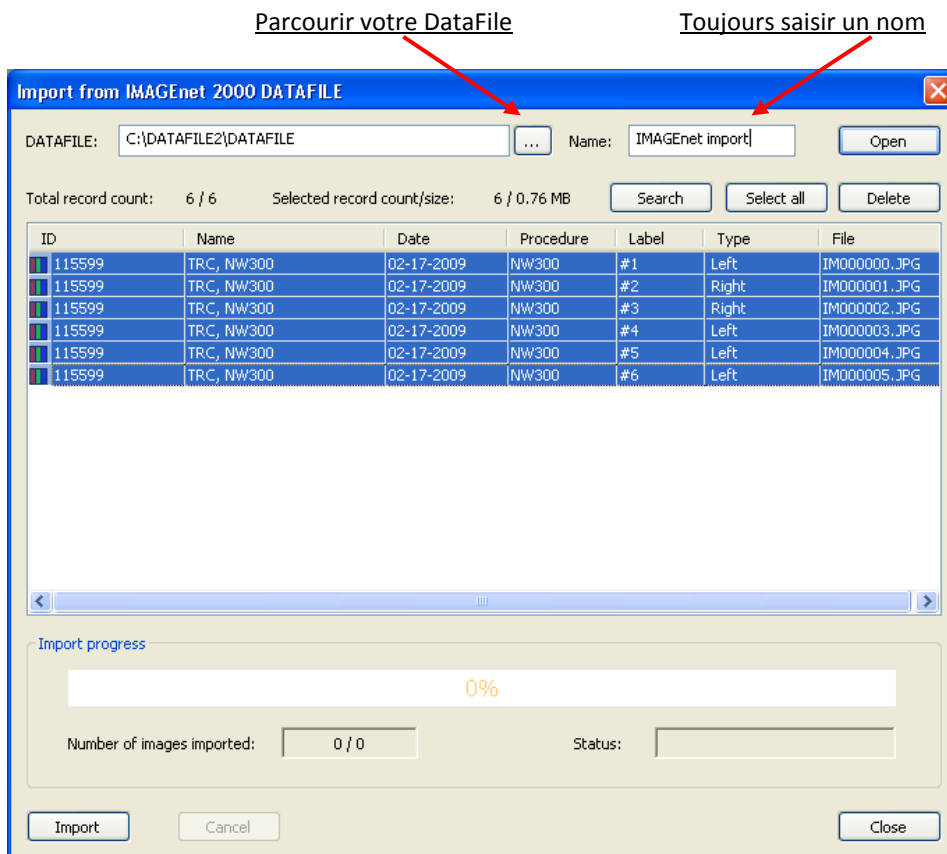 Parcourir votre DataFile Toujours saisir un nom
Import from IMAGEnet 2000 DATAFILE
DATAFILE: C:\DATAFILE2\DATAFILE ... Name: IMAGEnet import Open
Total record count: 6 / 6 Selected record count/size: 6 / 0.76 MB Search Select all Delete
ID Name Date Procedure Label Type File
115599 TRC, NW300 02-17-2009 NW300 #1 Left IM000000.JPG
115599 TRC, NW300 02-17-2009 NW300 #2 Right IM000001.JPG
115599 TRC, NW300 02-17-2009 NW300 #3 Right IM000002.JPG
115599 TRC, NW300 02-17-2009 NW300 #4 Left IM000003.JPG
115599 TRC, NW300 02-17-2009 NW300 #5 Left IM000004.JPG
115599 TRC, NW300 02-17-2009 NW300 #6 Left IM000005.JPG
Import progress
0%
Number of images imported: 0 / 0 Status:
Import Cancel Close